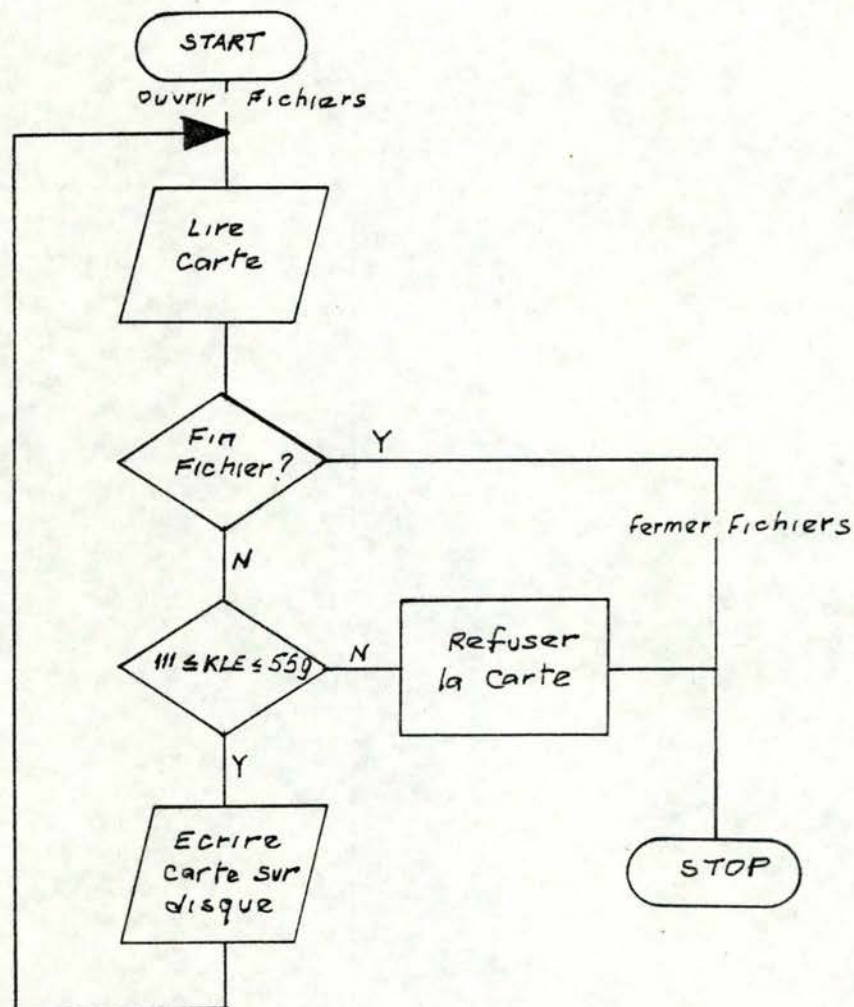 START
Ouvrir Fichiers
Lire
Carte
Fin
Fichier?
Y
Fermer Fichiers
N
111 ≤ KLE ≤ 559
N
Refuser
la Carte
Y
Ecrire
Carte sur
disque
STOP